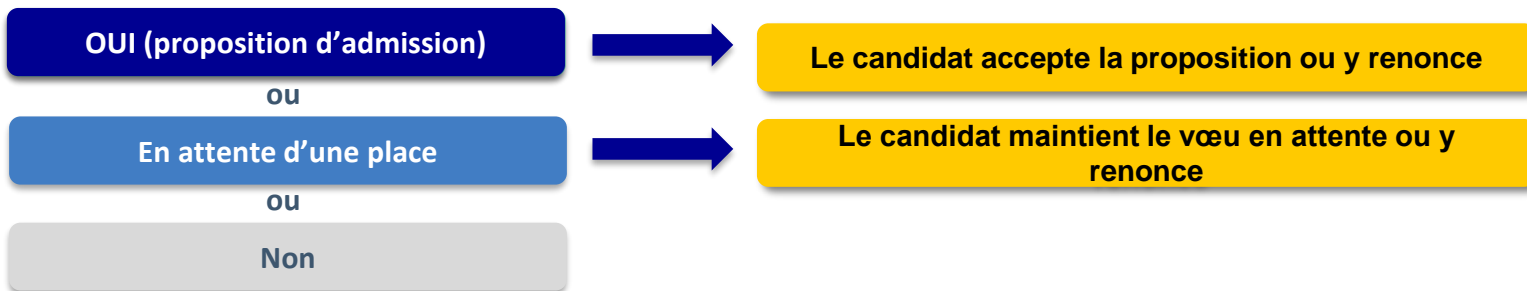 OUI (proposition d’admission)
Le candidat accepte la proposition ou y renonce
ou
En attente d’une place
Le candidat maintient le vœu en attente ou y
renonce
ou
Non